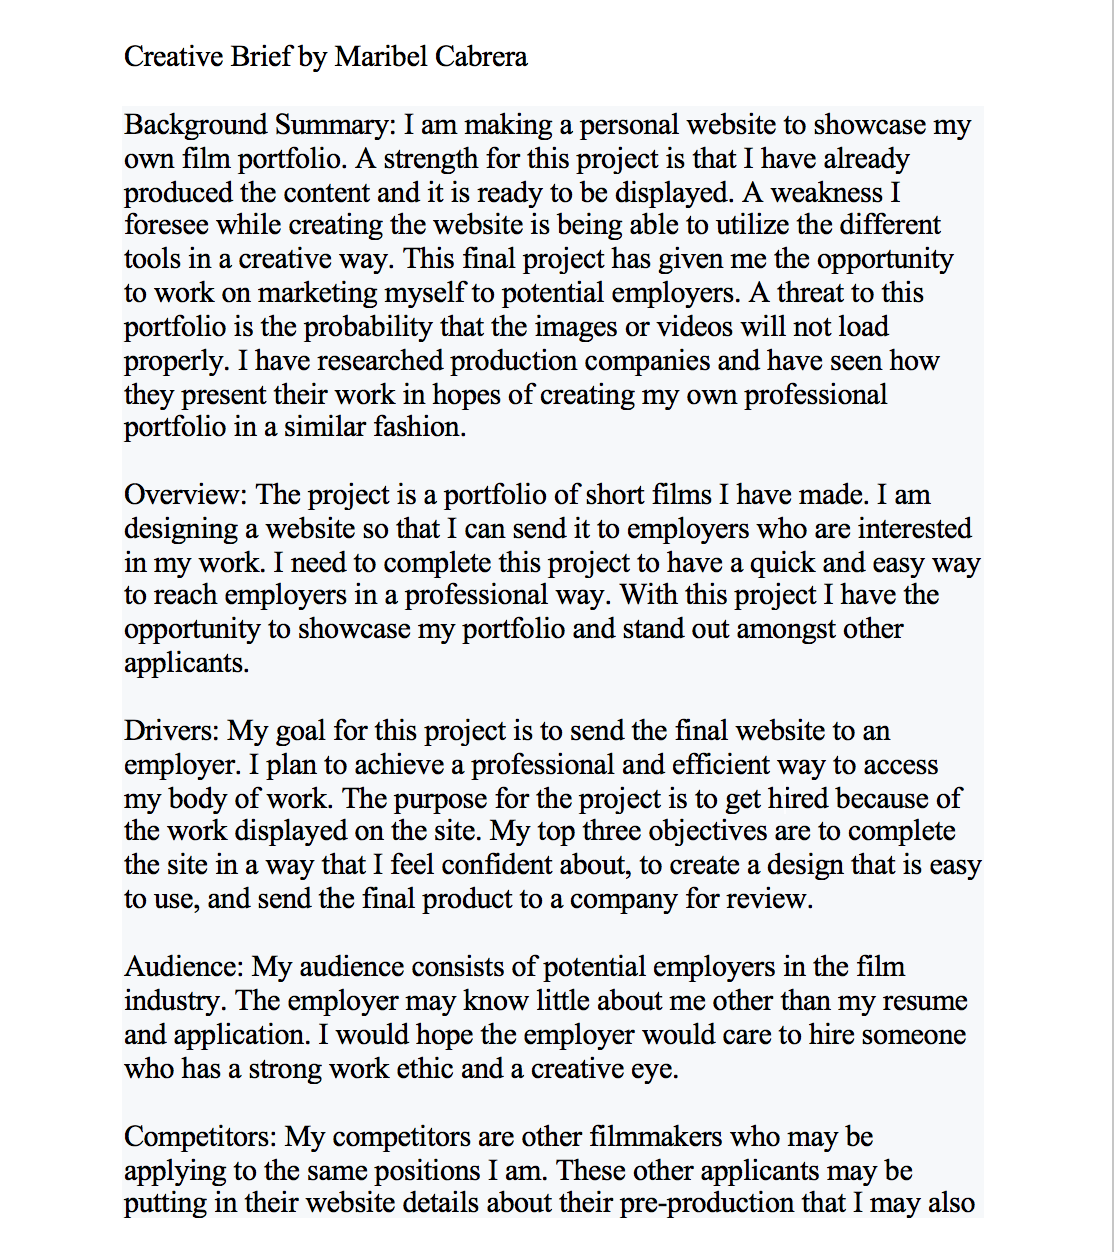 Creative Brief by Maribel Cabrera
Background Summary: I am making a personal website to showcase my
own film portfolio. A strength for this project is that I have already
produced the content and it is ready to be displayed. A weakness I
foresee while creating the website is being able to utilize the different
tools in a creative way. This final project has given me the opportunity
to work on marketing myself to potential employers. A threat to this
portfolio is the probability that the images or videos will not load
properly. I have researched production companies and have seen how
they present their work in hopes of creating my own professional
portfolio in a similar fashion.
Overview: The project is a portfolio of short films I have made. I am
designing a website so that I can send it to employers who are interested
in my work. I need to complete this project to have a quick and easy way
to reach employers in a professional way. With this project I have the
opportunity to showcase my portfolio and stand out amongst other
applicants.
Drivers: My goal for this project is to send the final website to an
employer. I plan to achieve a professional and efficient way to access
my body of work. The purpose for the project is to get hired because of
the work displayed on the site. My top three objectives are to complete
the site in a way that I feel confident about, to create a design that is easy
to use, and send the final product to a company for review.
Audience: My audience consists of potential employers in the film
industry. The employer may know little about me other than my resume
and application. I would hope the employer would care to hire someone
who has a strong work ethic and a creative eye.
Competitors: My competitors are other filmmakers who may be
applying to the same positions I am. These other applicants may be
putting in their website details about their pre-production that I may also